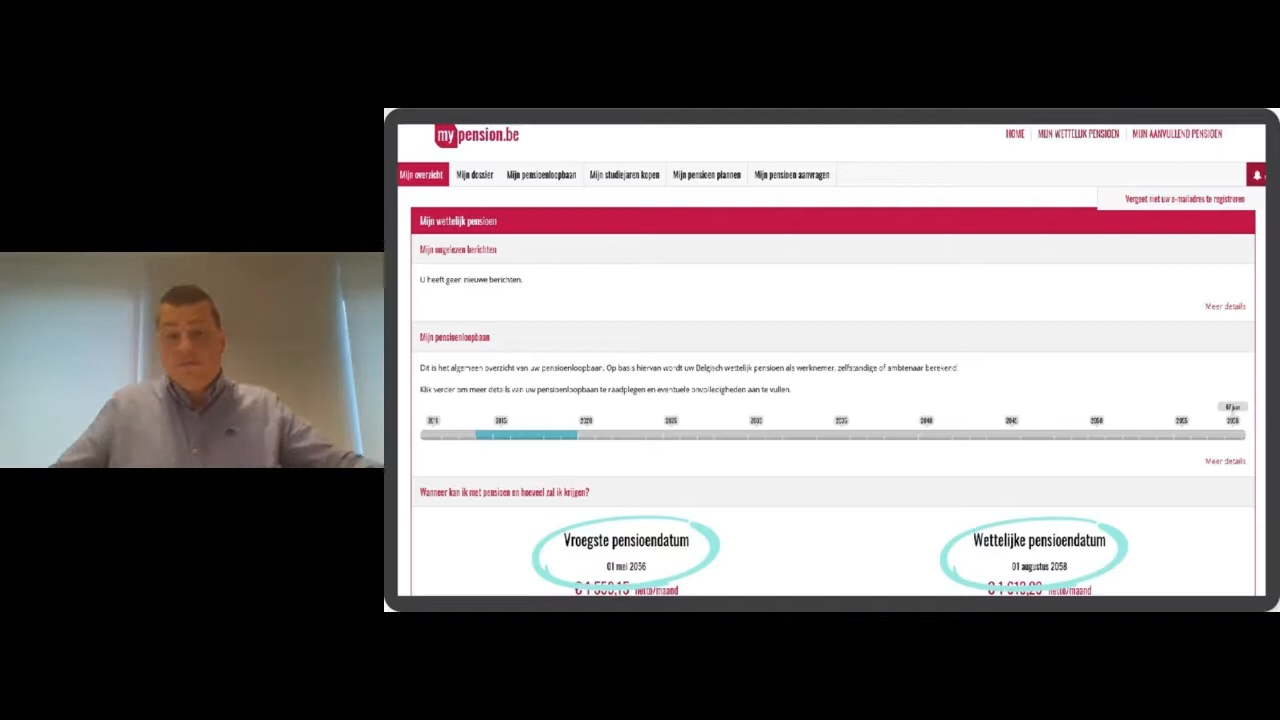 mypension.be
HOME MIJN WETTELIJK PENSIOEN MIJN AANVULLEND PENSIOEN
Mijn overzicht Mijn dossier Mijn pensioenloopbaan Mijn studiejaren kopen Mijn pensioen plannen Mijn pensioen aanvragen
Vergeet niet uw e-mailadres te registreren
Mijn wettelijk pensioen
Mijn ongelezen berichten
U heeft geen nieuwe berichten.
Meer details
Mijn pensioenloopbaan
Dit is het algemeen overzicht van uw pensioenloopbaan. Op basis hiervan wordt uw Belgisch wettelijk pensioen als werknemer, zelfstandige of ambtenaar berekend.
Klik verder om meer details van uw pensioenloopbaan te raadplegen en eventuele onvolledigheden aan te vullen.
2015 2020 2025 2030 2035 2040 2045 2050 2055 2058
Meer details
Wanneer kan ik met pensioen en hoeveel zal ik krijgen?
Vroegste pensioendatum Wettelijke pensioendatum
01 mei 2056 01 augustus 2058
netto/maand netto/maand